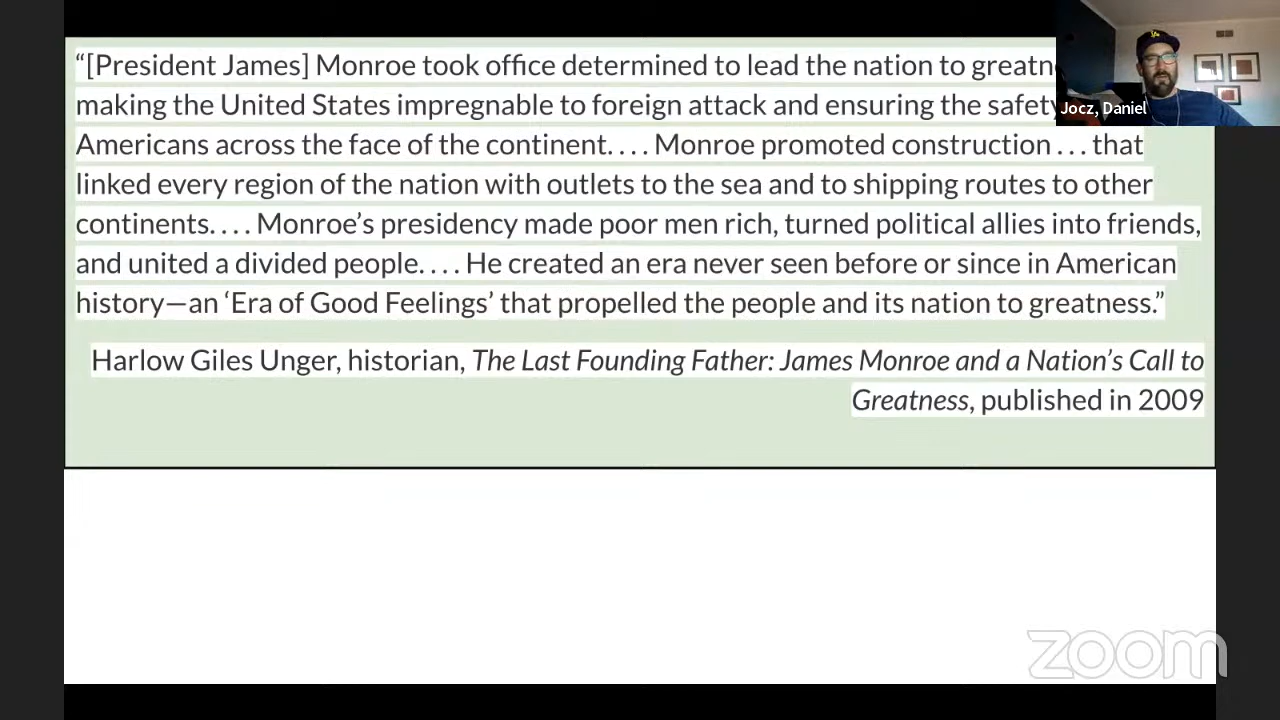 “[President James] Monroe took office determined to lead the nation to
making the United States impregnable to foreign attack and ensuring the safety
Americans across the face of the continent. . . . Monroe promoted construction . . . that
linked every region of the nation with outlets to the sea and to shipping routes to other
continents. . . . Monroe’s presidency made poor men rich, turned political allies into friends,
and united a divided people. . . . He created an era never seen before or since in American
history—an ‘Era of Good Feelings’ that propelled the people and its nation to greatness.”
Harlow Giles Unger, historian, The Last Founding Father: James Monroe and a Nation’s Call to
Greatness, published in 2009
Jocz, Daniel
zoom